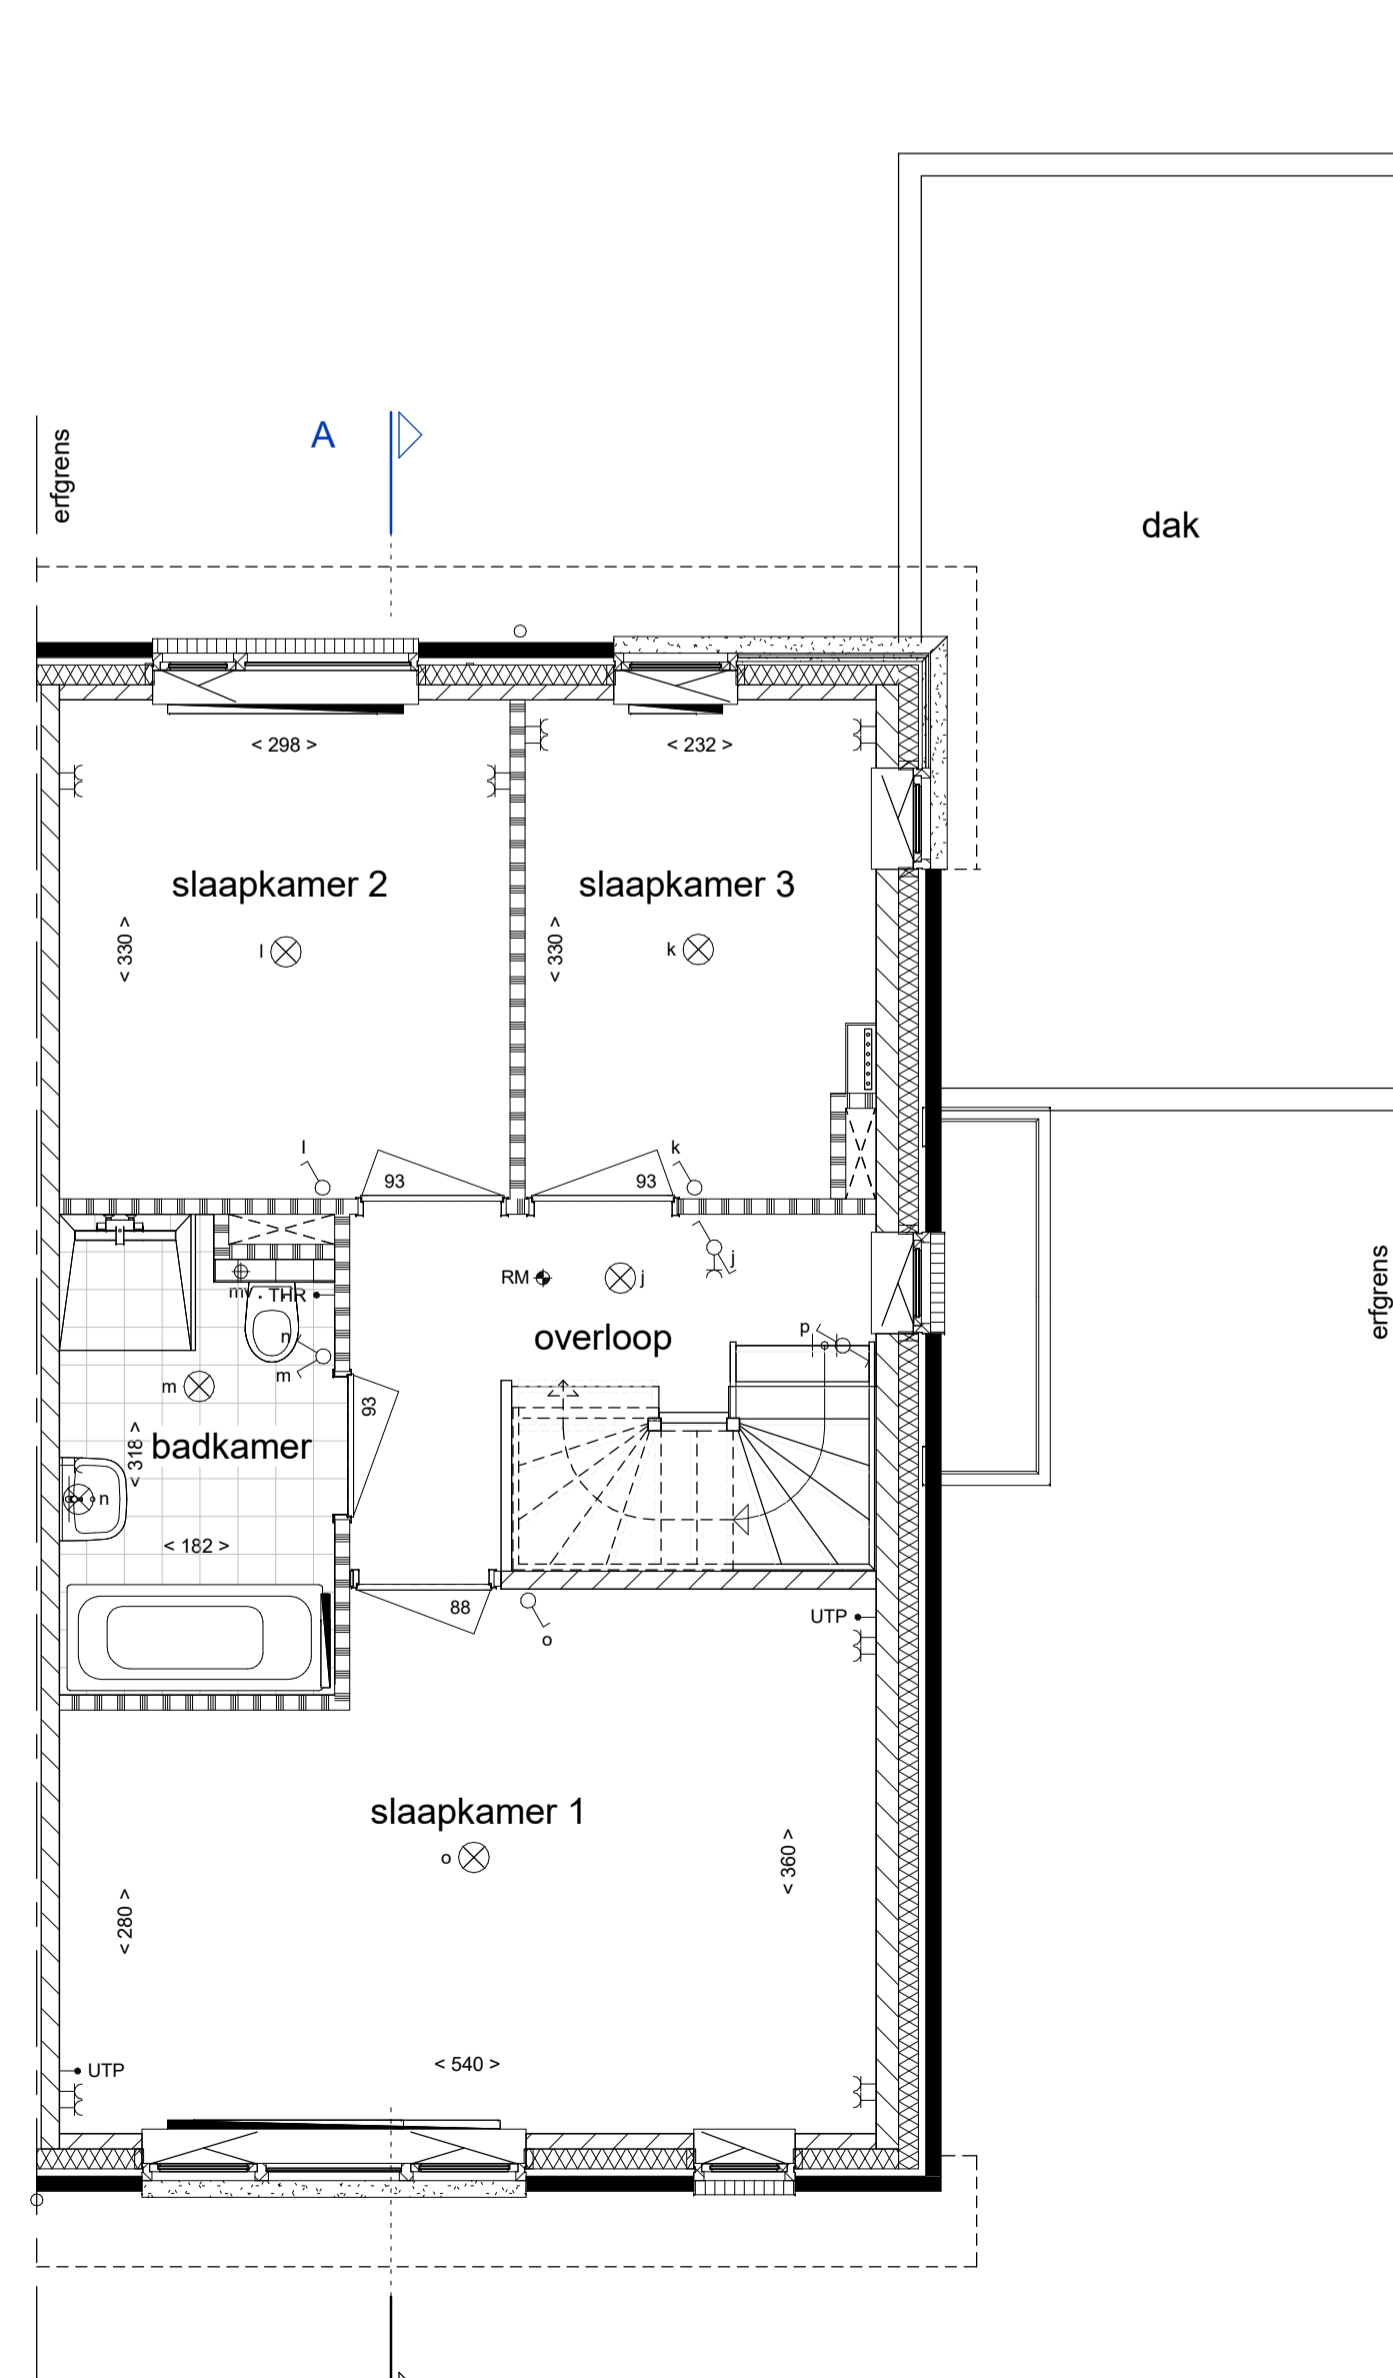 A
erfgrens
dak
< 298 >
< 232 >
slaapkamer 2
slaapkamer 3
< 330 >
l
< 330 >
k
l
k
93
93
j
RM
j
mv
THR
overloop
p
n
m
m
93
< 318 >
badkamer
n
< 182 >
88
o
UTP
erfgrens
slaapkamer 1
o
< 360 >
< 280 >
< 540 >
UTP